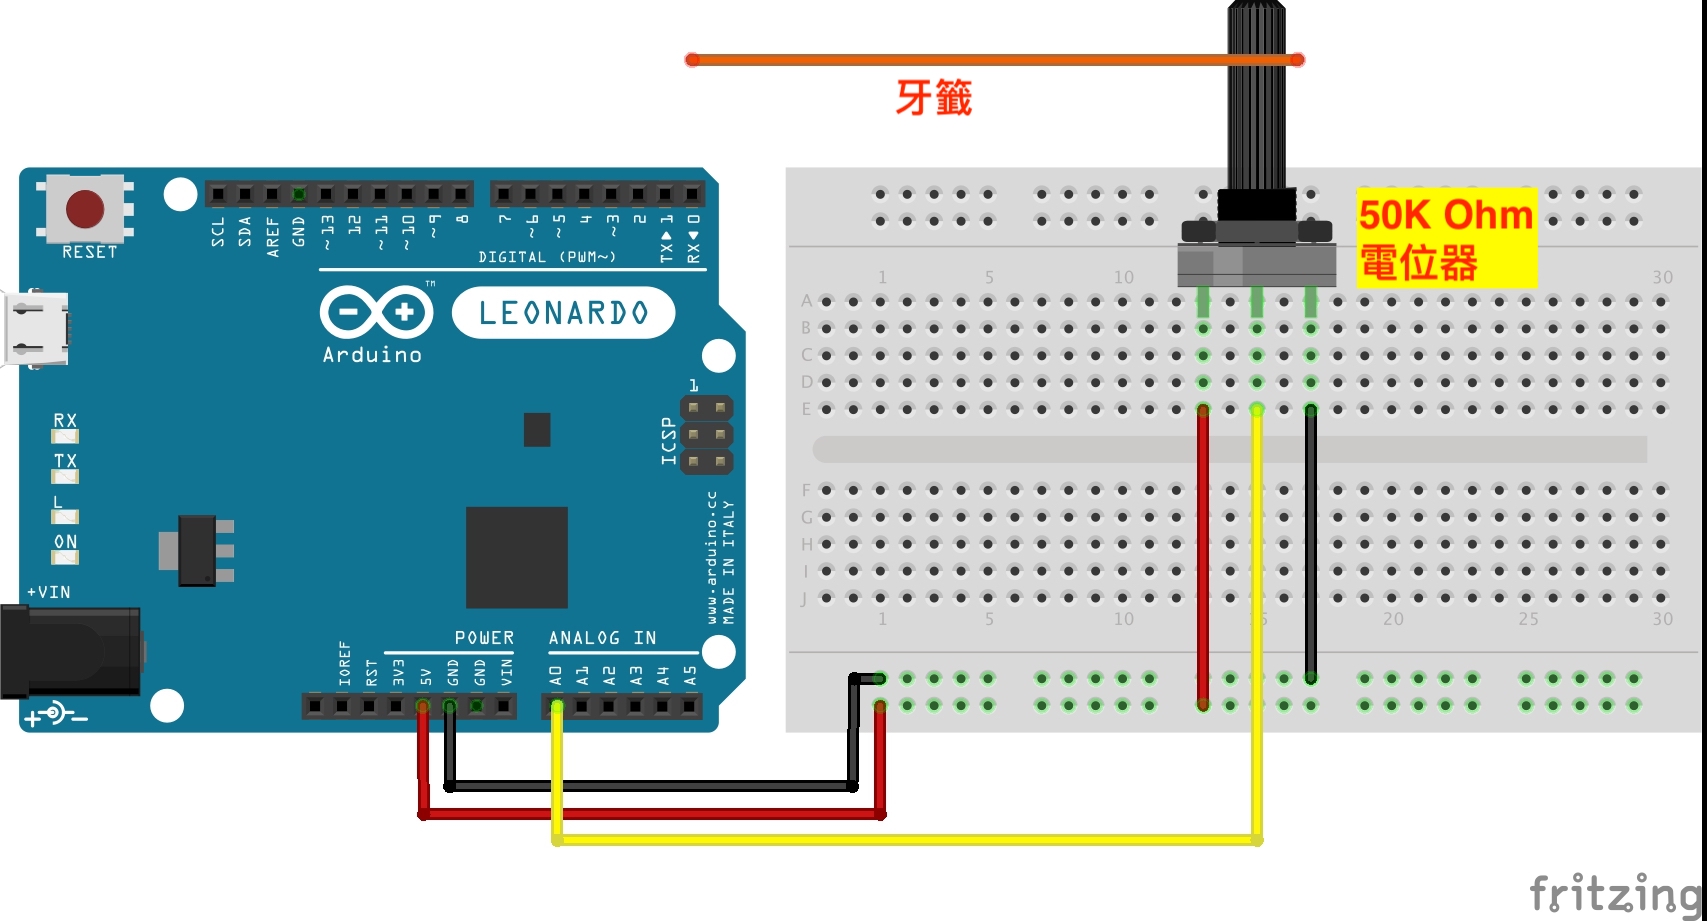 牙籤
50K Ohm
電位器
RESET
SCL
SDA
AREF
GND
~13
12
~11
~10
~9
8
7
~6
~5
4
~3
2
TX▶1
RX◀0
DIGITAL (PWM~)
LEONARDO
TM
Arduino
1
ICSP
RX
TX
L
ON
+VIN
www.arduino.cc
MADE IN ITALY
POWER
ANALOG IN
IOREF
RST
3V3
5V
GND
GND
VIN
A0
A1
A2
A3
A4
A5
1 5 10 30
A
B
C
D
E
F
G
H
I
J
1 5 10 15 20 25 30
fritzing